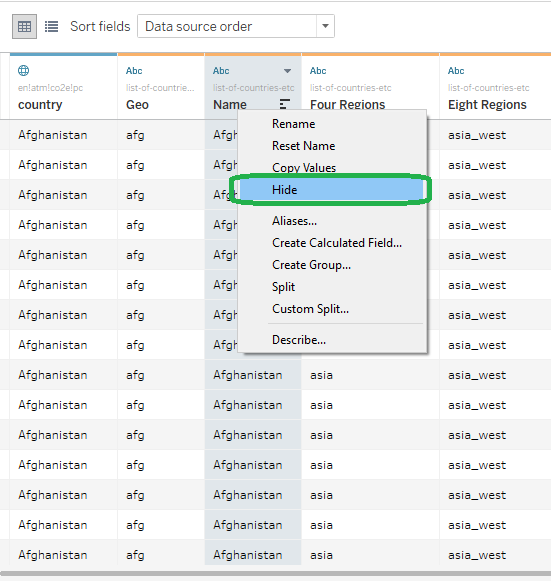 Sort fields Data source order
Abc Abc Abc Abc
en!atm!co2e!pc list-of-countries... list-of-countries-etc list-of-countries-etc list-of-countries-etc
country Geo Name Four Regions Eight Regions
Afghanistan afg Afgh asia_west
Afghanistan afg Afgh asia_west
Afghanistan afg Afgh asia_west
Afghanistan afg Afgh asia_west
Afghanistan afg Afgh asia_west
Afghanistan afg Afgh asia_west
Afghanistan afg Afgh asia_west
Afghanistan afg Afgh asia_west
Rename
Reset Name
Copy Values
Hide
Aliases...
Create Calculated Field...
Create Group...
Split
Custom Split...
Describe...
Afghanistan afg Afghanistan asia asia_west
Afghanistan afg Afghanistan asia asia_west
Afghanistan afg Afghanistan asia asia_west
Afghanistan afg Afghanistan asia asia_west
Afghanistan afg Afghanistan asia asia_west
Afghanistan afg Afghanistan asia asia_west
Afghanistan afg Afghanistan asia asia_west